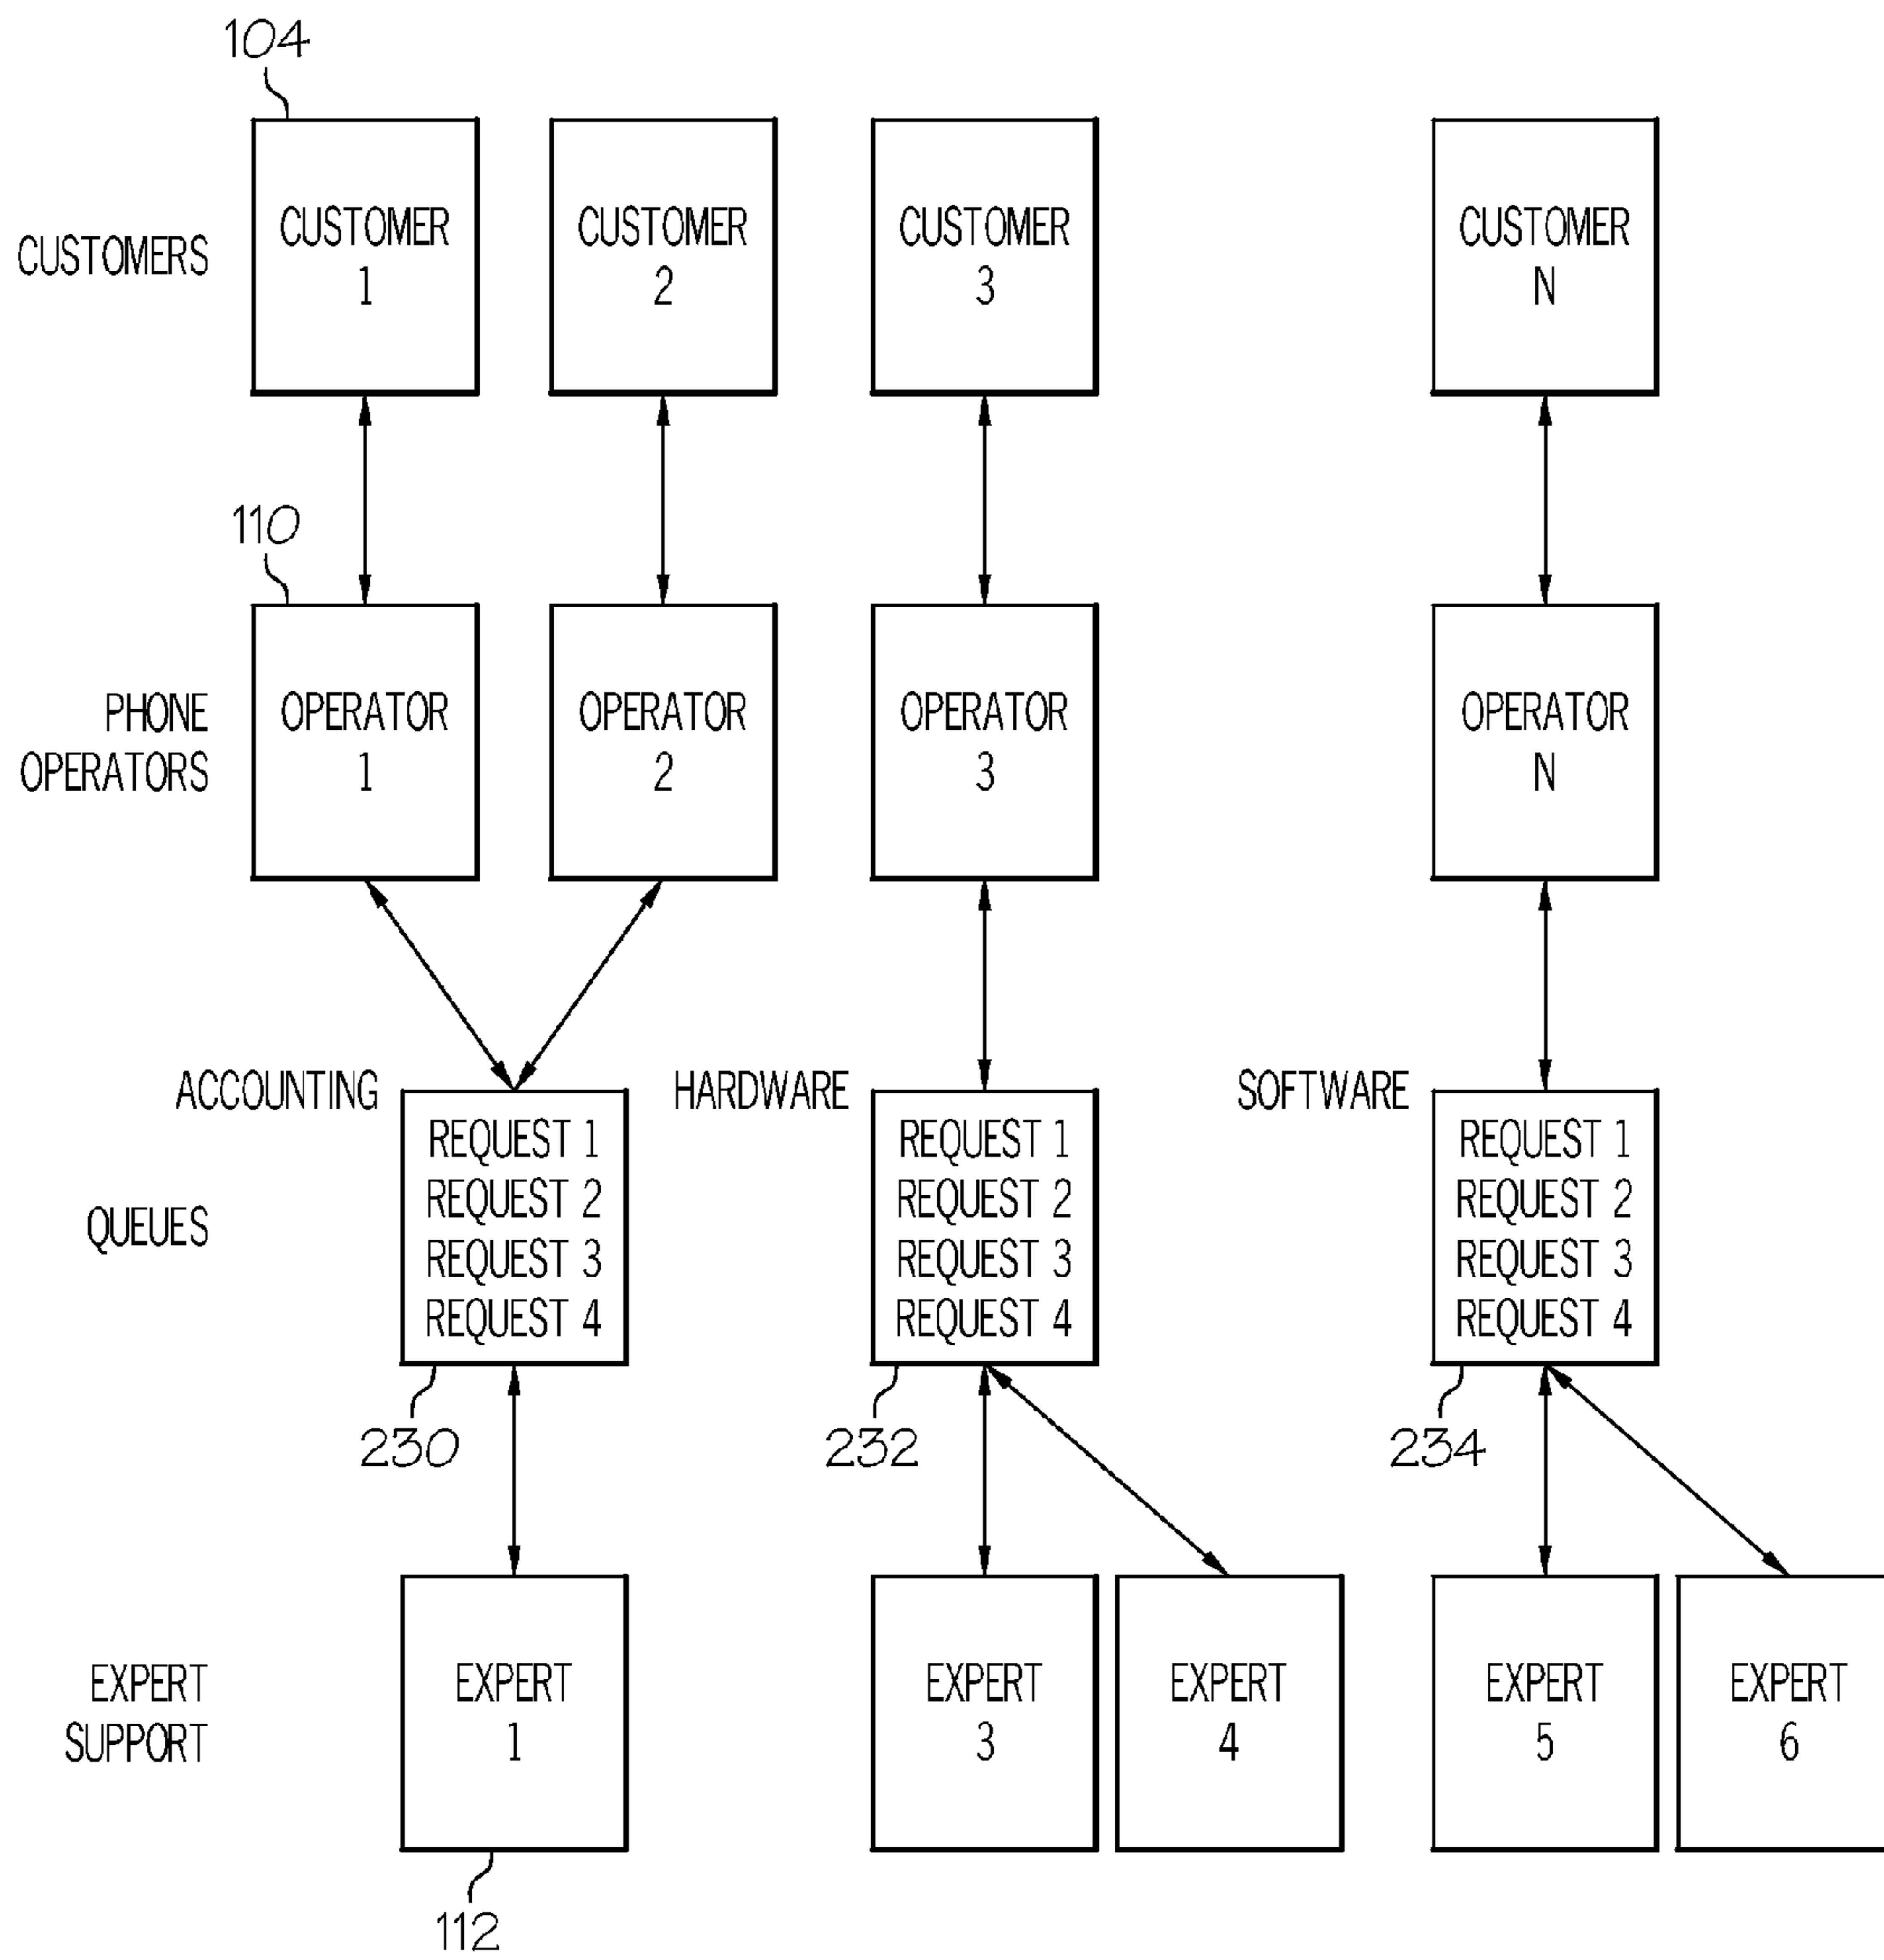 104
CUSTOMERS
CUSTOMER
1
CUSTOMER
2
CUSTOMER
3
CUSTOMER
N
110
PHONE
OPERATORS
OPERATOR
1
OPERATOR
2
OPERATOR
3
OPERATOR
N
ACCOUNTING
HARDWARE
SOFTWARE
QUEUES
REQUEST 1
REQUEST 2
REQUEST 3
REQUEST 4
REQUEST 1
REQUEST 2
REQUEST 3
REQUEST 4
REQUEST 1
REQUEST 2
REQUEST 3
REQUEST 4
230
232
234
EXPERT
SUPPORT
EXPERT
1
EXPERT
3
EXPERT
4
EXPERT
5
EXPERT
6
112